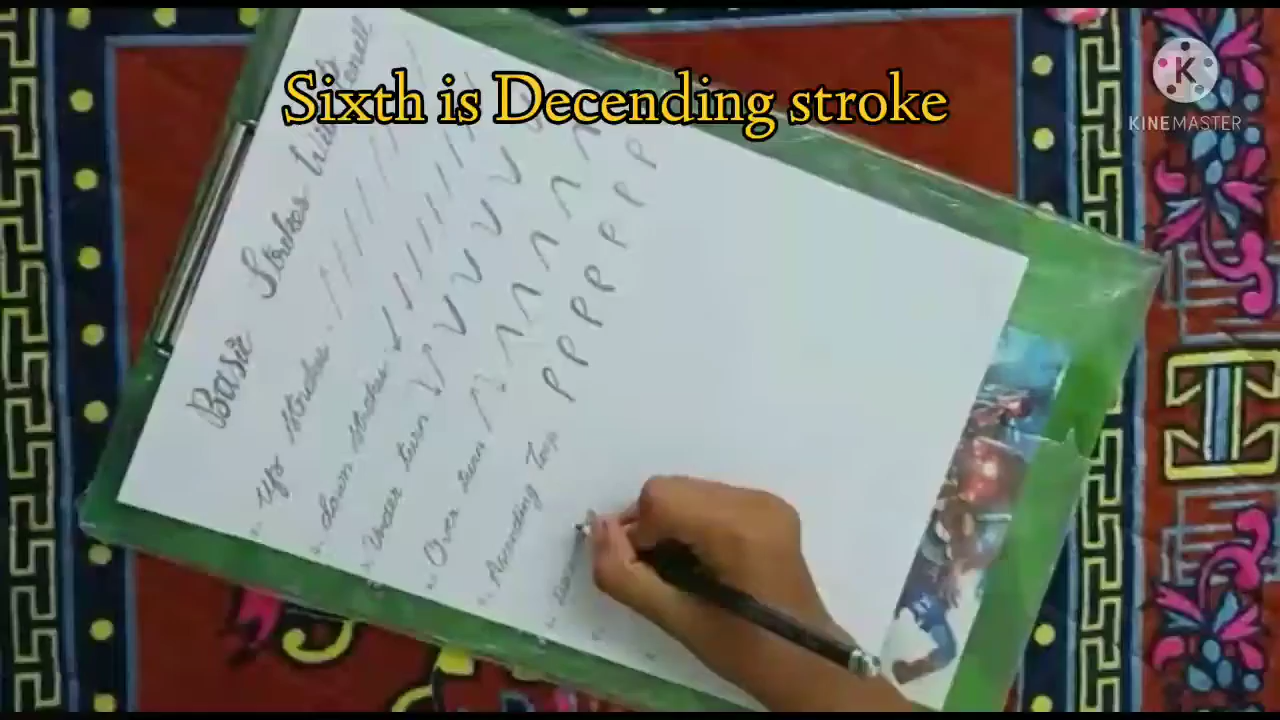 Sixth is Decending stroke
K
KINEMASTER
Basic Strokes With Pencil
Up strokes
down strokes
Under turn
Over turn
Ascending loop